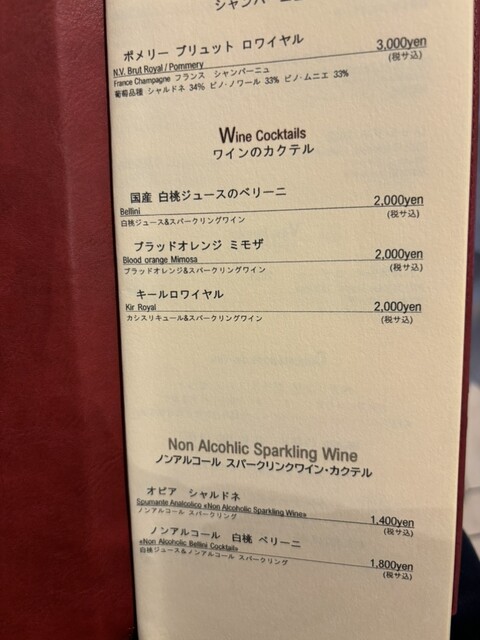 シャンパーニュ
ポメリー ブリュット ロワイヤル 3,000yen
N.V. Brut Royal / Pommery (税サ込)
France Champagne フランス シャンパーニュ
葡萄品種 シャルドネ 34% ピノ・ノワール 33% ピノ・ムニエ 33%
Wine Cocktails
ワインのカクテル
国産 白桃ジュースのベリーニ 2,000yen
Bellini (税サ込)
白桃ジュース&スパークリングワイン
ブラッドオレンジ ミモザ 2,000yen
Blood orange Mimosa (税サ込)
ブラッドオレンジ&スパークリングワイン
キールロワイヤル 2,000yen
Kir Royal (税サ込)
カシスリキュール&スパークリングワイン
Non Alcohlic Sparkling Wine
ノンアルコール スパークリンクワイン・カクテル
オピア シャルドネ
Spumante Analcolico «Non Alcoholic Sparkling Wine» 1,400yen
ノンアルコール スパークリング (税サ込)
ノンアルコール 白桃 ベリーニ
«Non Alcoholic Bellini Cocktail» 1,800yen
白桃ジュース&ノンアルコール スパークリング (税サ込)